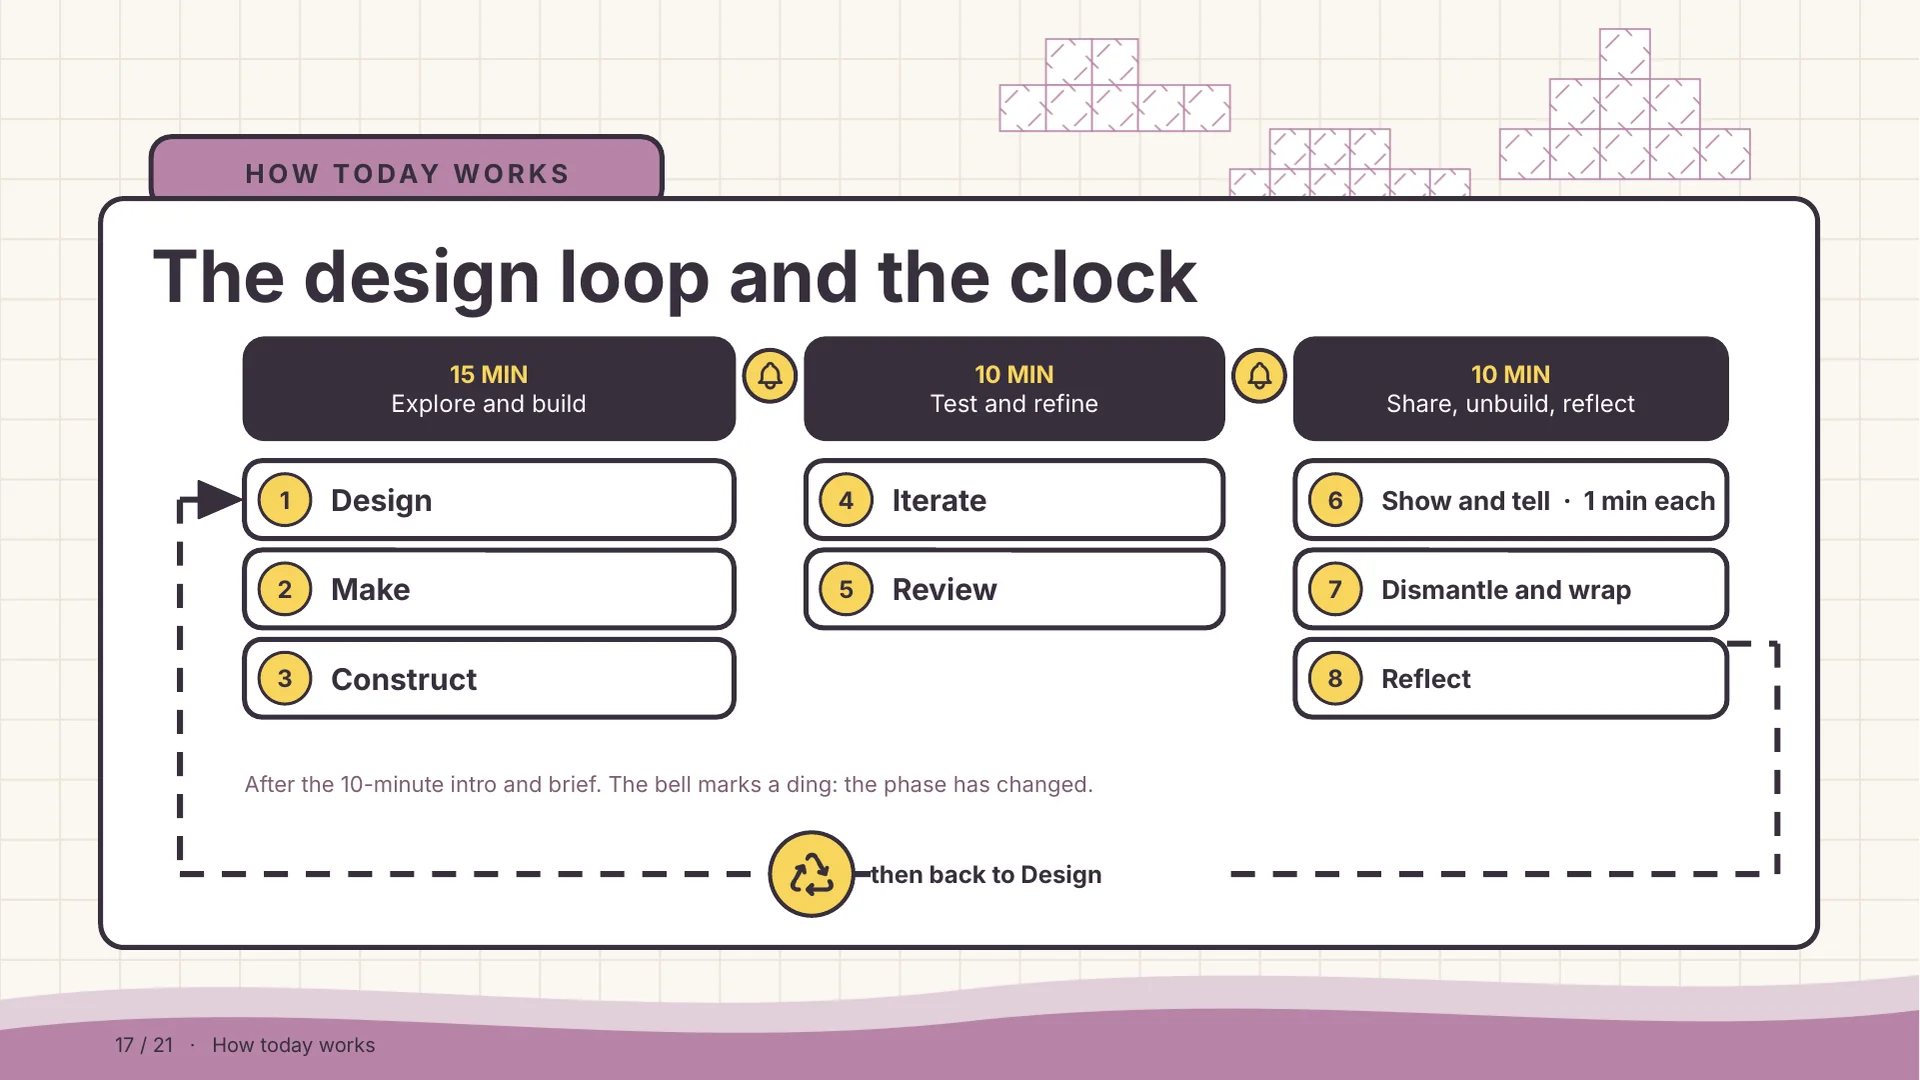 HOW TODAY WORKS
The design loop and the clock
15 MIN
Explore and build
1 Design
2 Make
3 Construct
10 MIN
Test and refine
4 Iterate
5 Review
10 MIN
Share, unbuild, reflect
6 Show and tell · 1 min each
7 Dismantle and wrap
8 Reflect
After the 10-minute intro and brief. The bell marks a ding: the phase has changed.
then back to Design
17 / 21 · How today works